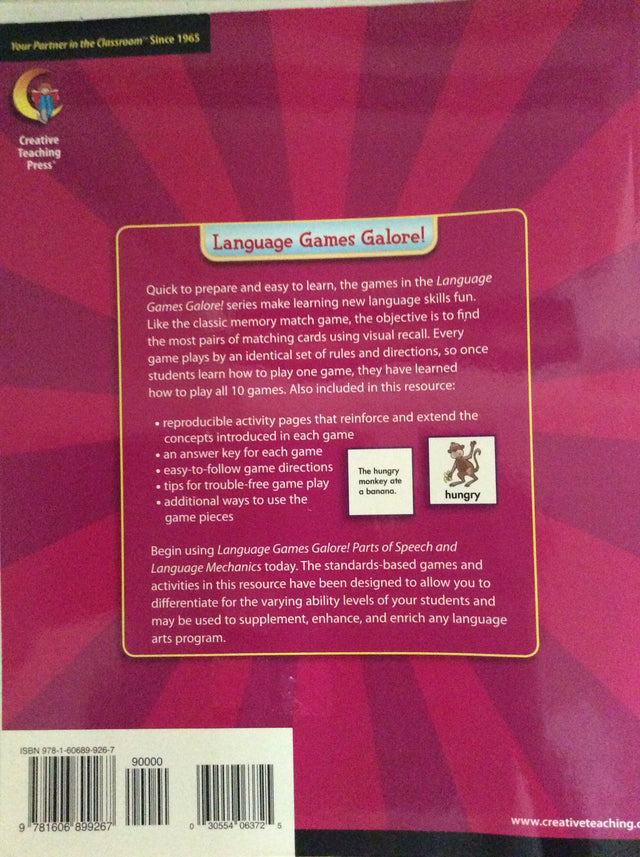 Your Partner in the Classroom™ Since 1965
Creative
Teaching
Press®
Language Games Galore!
Quick to prepare and easy to learn, the games in the Language
Games Galore! series make learning new language skills fun.
Like the classic memory match game, the objective is to find
the most pairs of matching cards using visual recall. Every
game plays by an identical set of rules and directions, so once
students learn how to play one game, they have learned
how to play all 10 games. Also included in this resource:
• reproducible activity pages that reinforce and extend the
concepts introduced in each game
• an answer key for each game
• easy-to-follow game directions
• tips for trouble-free game play
• additional ways to use the
game pieces
The hungry
monkey ate
a banana.
hungry
Begin using Language Games Galore! Parts of Speech and
Language Mechanics today. The standards-based games and
activities in this resource have been designed to allow you to
differentiate for the varying ability levels of your students and
may be used to supplement, enhance, and enrich any language
arts program.
ISBN 978-1-60689-926-7
90000
9 781606 899267
0 30554 06372 5
www.creativeteaching.c